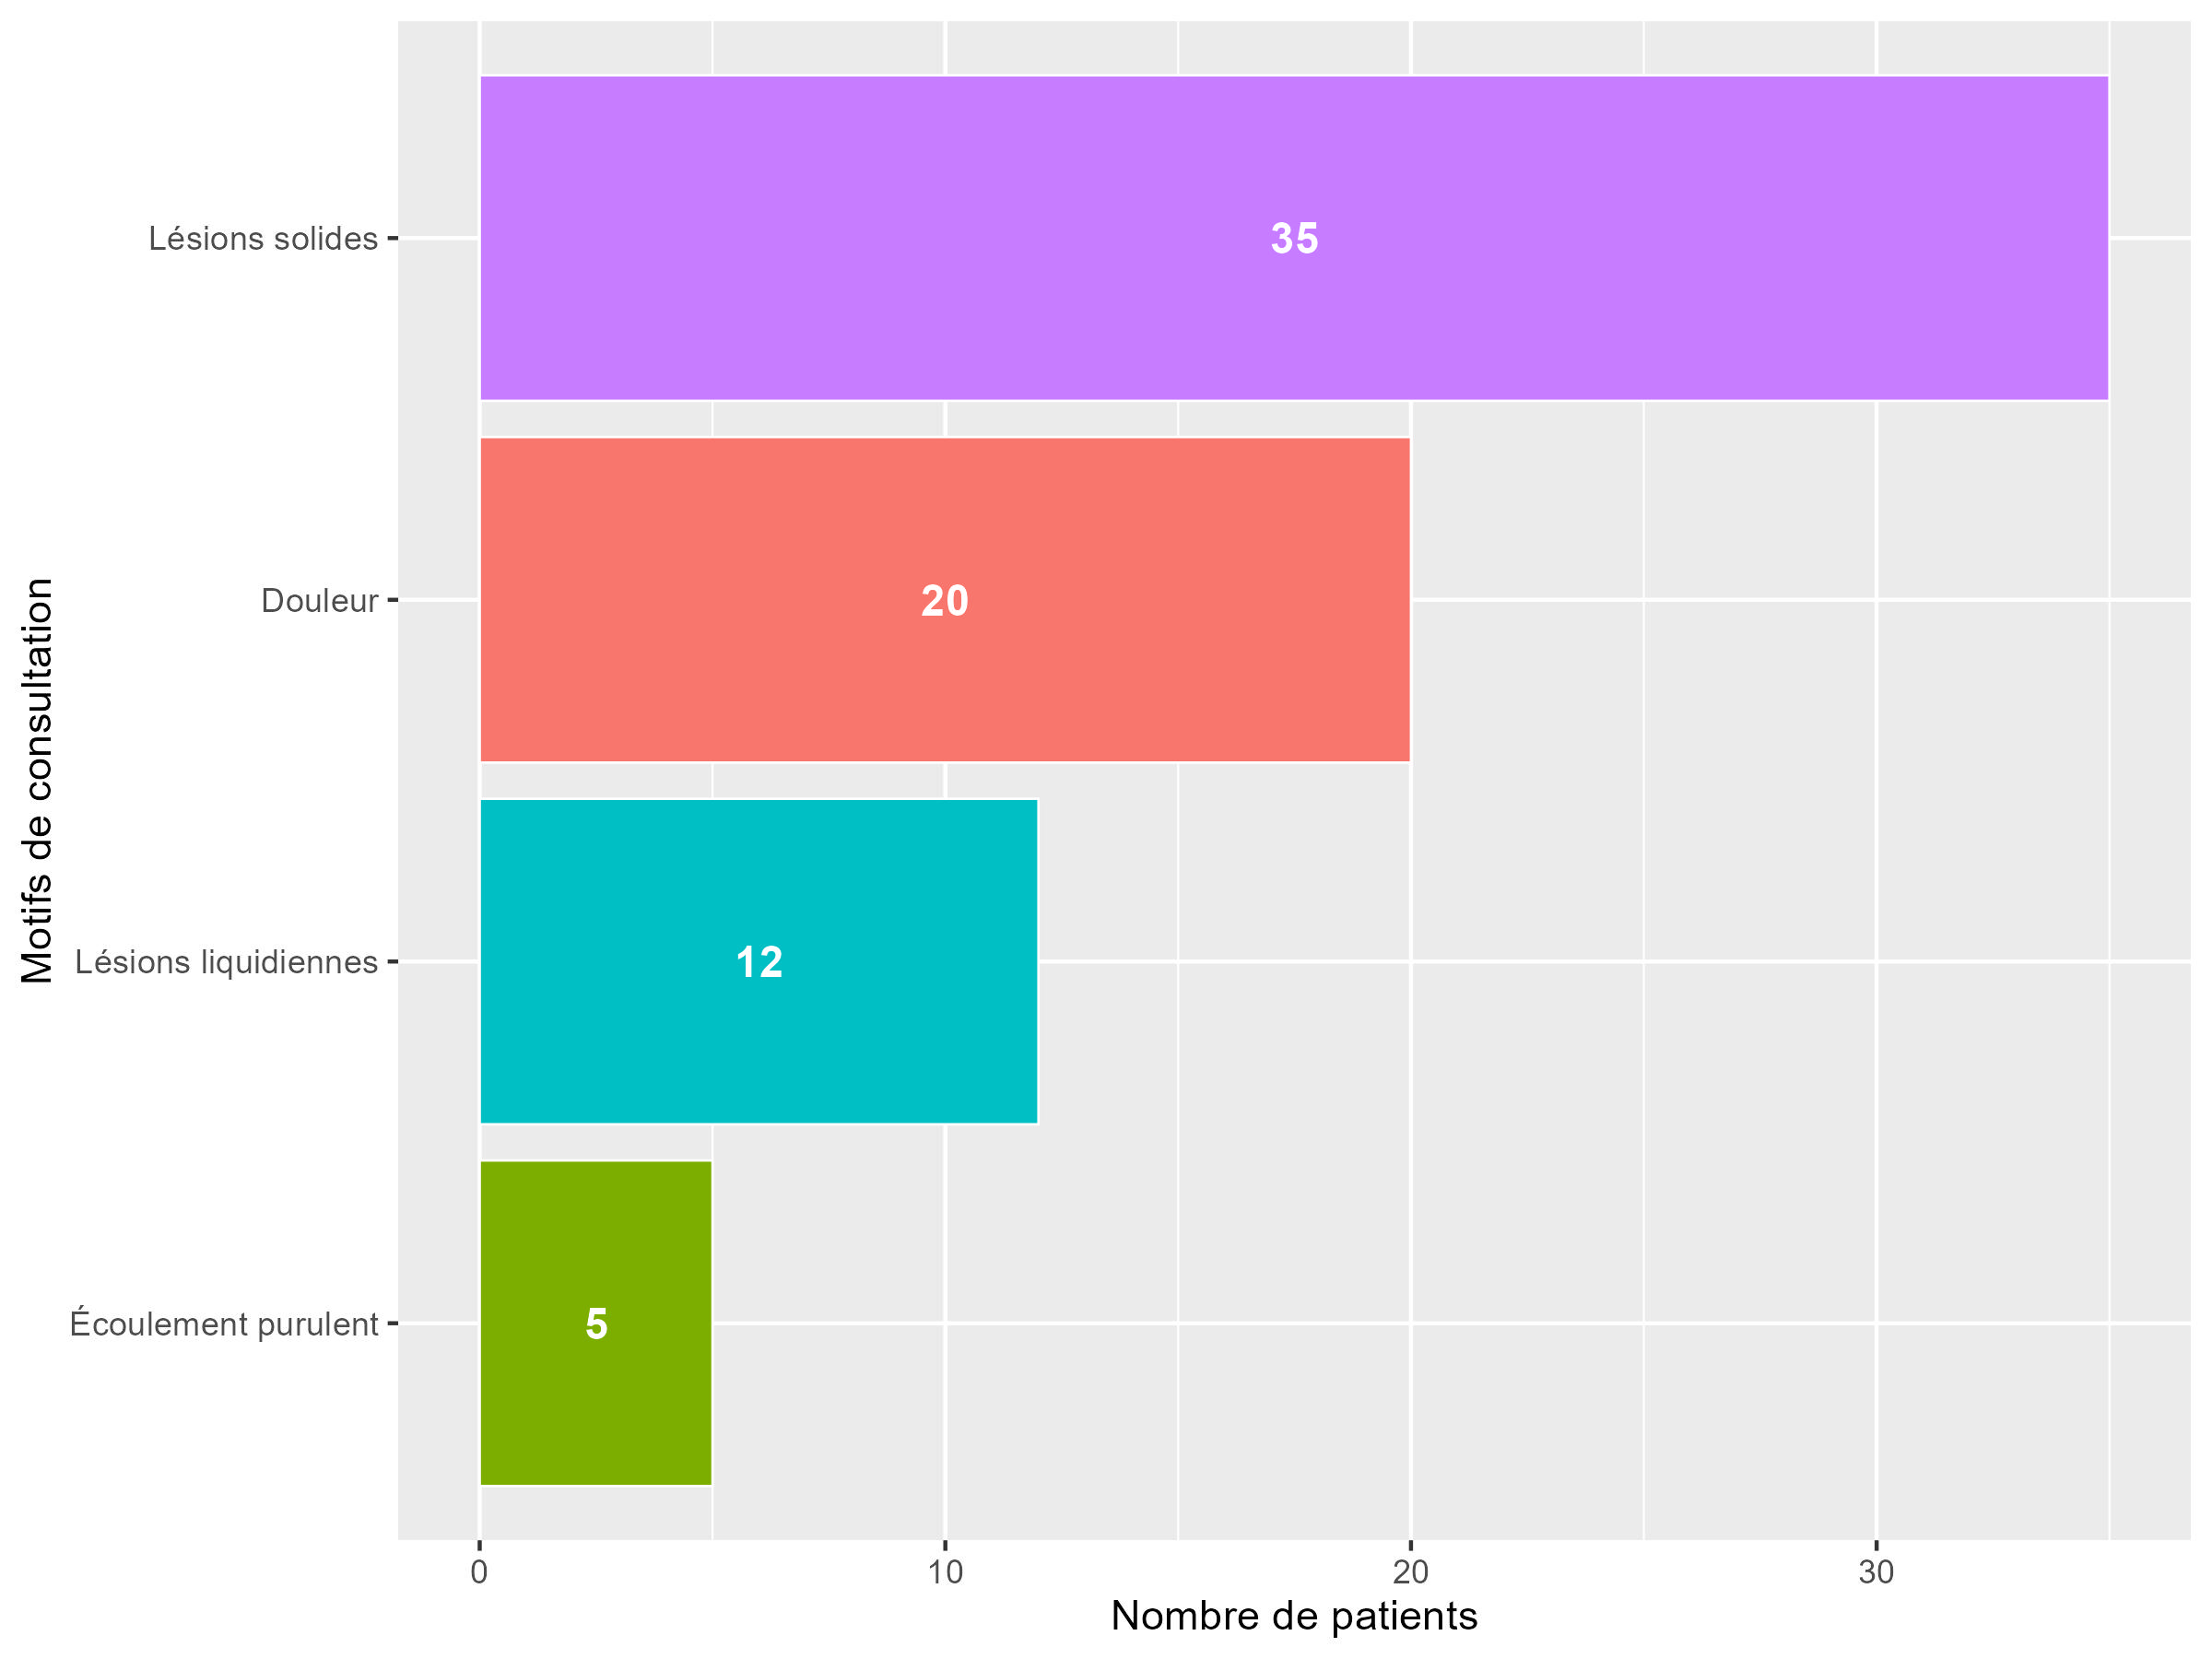 Motifs de consultation
Lésions solides
35
Douleur
20
Lésions liquidiennes
12
Écoulement purulent
5
0 10 20 30
Nombre de patients